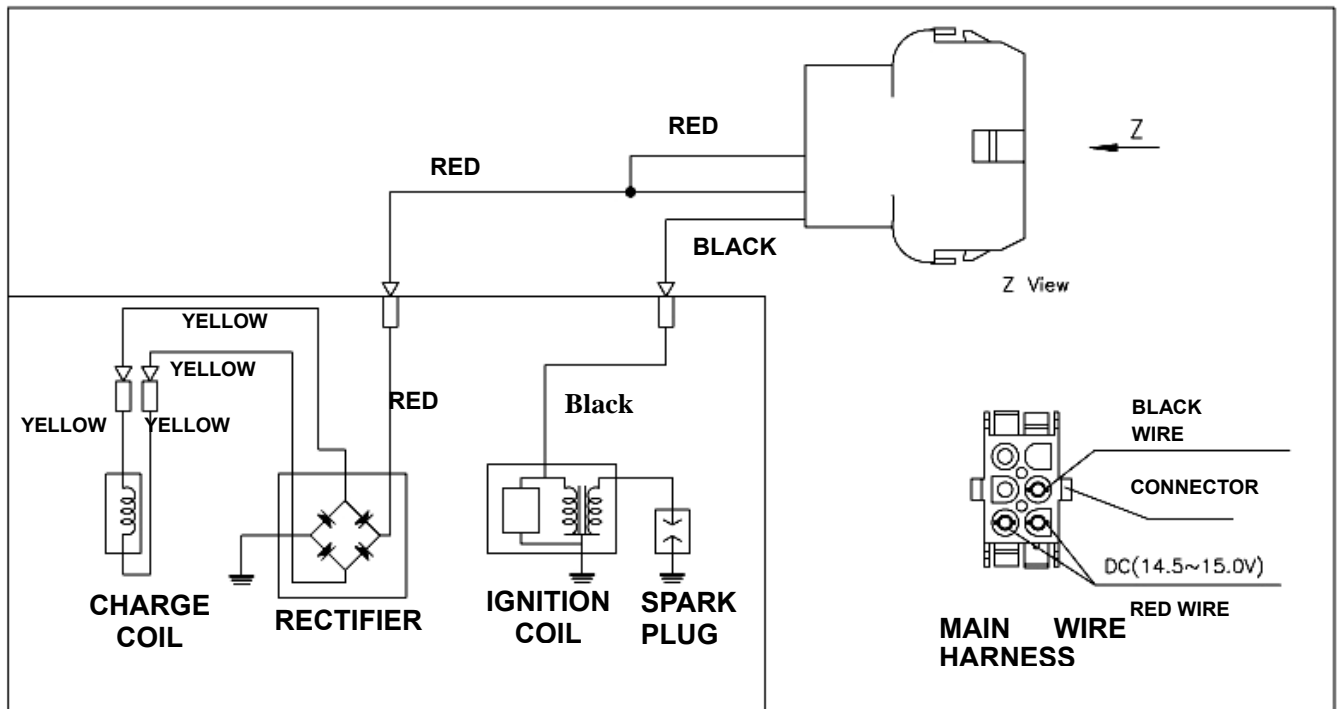 RED
Z
RED
BLACK
Z View
YELLOW
YELLOW
RED
Black
YELLOW
YELLOW
BLACK
WIRE
CONNECTOR
DC(14.5~15.0V)
RED WIRE
CHARGE
COIL
RECTIFIER
IGNITION
COIL
SPARK
PLUG
MAIN WIRE
HARNESS